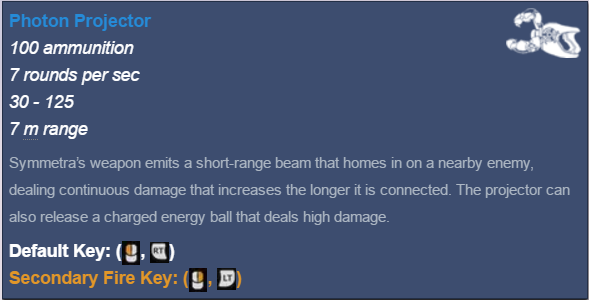 Photon Projector
100 ammunition
7 rounds per sec
30 - 125
7 m range
Symmetra's weapon emits a short-range beam that homes in on a nearby enemy,
dealing continuous damage that increases the longer it is connected. The projector can
also release a charged energy ball that deals high damage.
Default Key: ( , RT)
Secondary Fire Key: ( , LT)